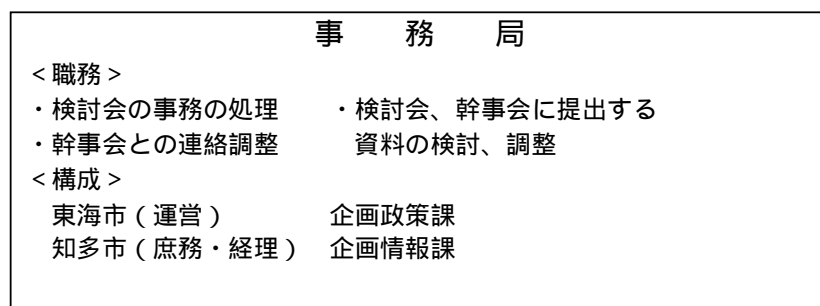 事　務　局
＜職務＞
・検討会の事務の処理　　・検討会、幹事会に提出する
・幹事会との連絡調整　　　資料の検討、調整
＜構成＞
東海市（運営）　　　　企画政策課
知多市（庶務・経理）　企画情報課